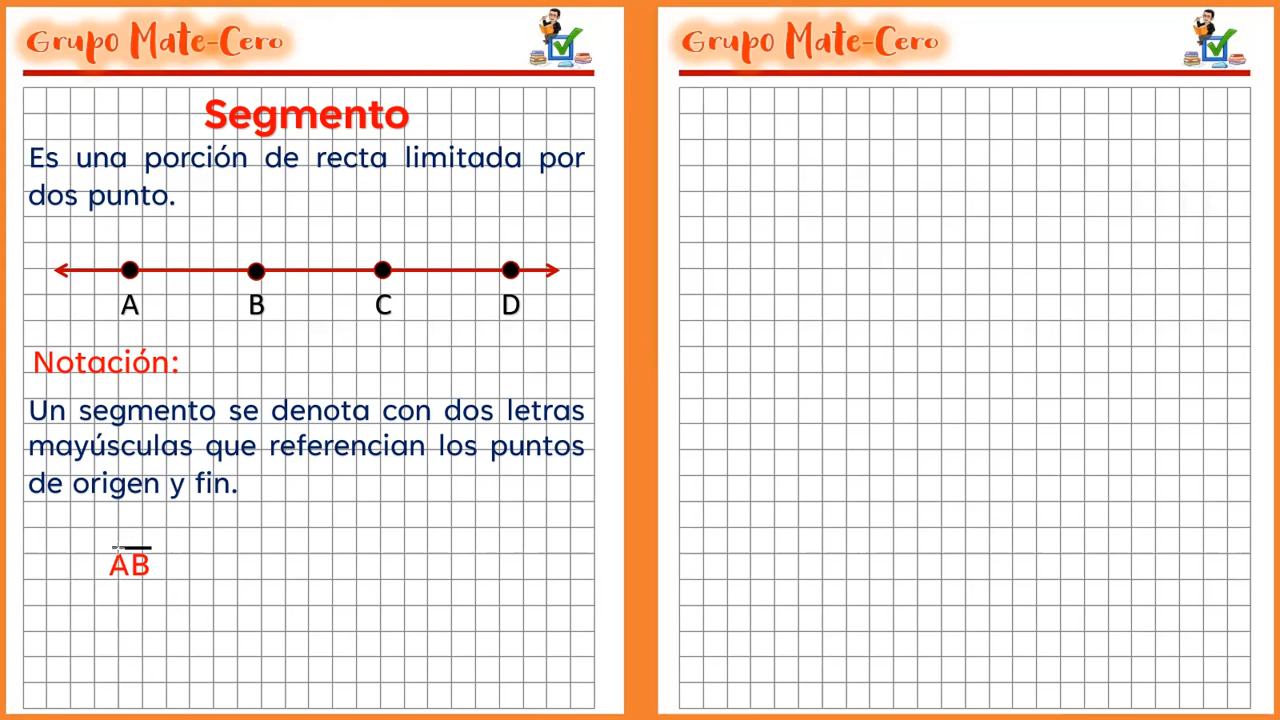 Grupo Mate-Cero
Segmento
Es una porción de recta limitada por
dos punto.
A B C D
Notación:
Un segmento se denota con dos letras
mayúsculas que referencian los puntos
de origen y fin.
AB
Grupo Mate-Cero